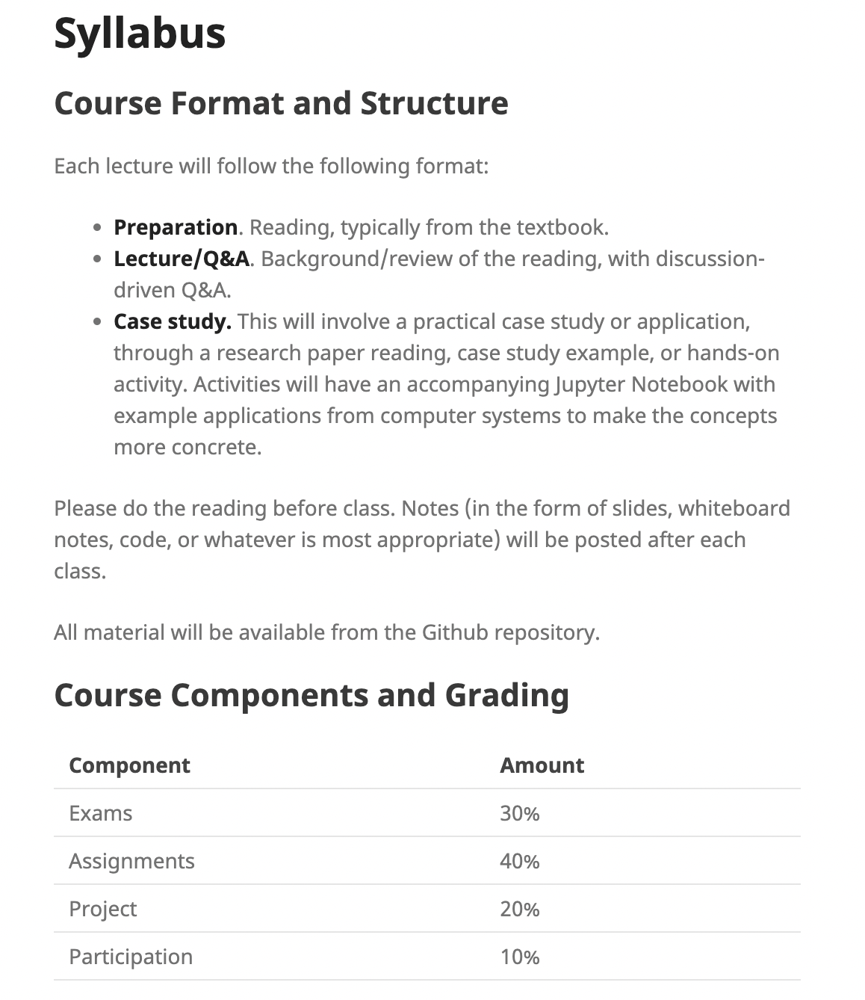 Syllabus
Course Format and Structure
Each lecture will follow the following format:
Preparation. Reading, typically from the textbook.
Lecture/Q&A. Background/review of the reading, with discussion-
driven Q&A.
Case study. This will involve a practical case study or application,
through a research paper reading, case study example, or hands-on
activity. Activities will have an accompanying Jupyter Notebook with
example applications from computer systems to make the concepts
more concrete.
Please do the reading before class. Notes (in the form of slides, whiteboard
notes, code, or whatever is most appropriate) will be posted after each
class.
All material will be available from the Github repository.
Course Components and Grading
Component Amount
Exams 30%
Assignments 40%
Project 20%
Participation 10%